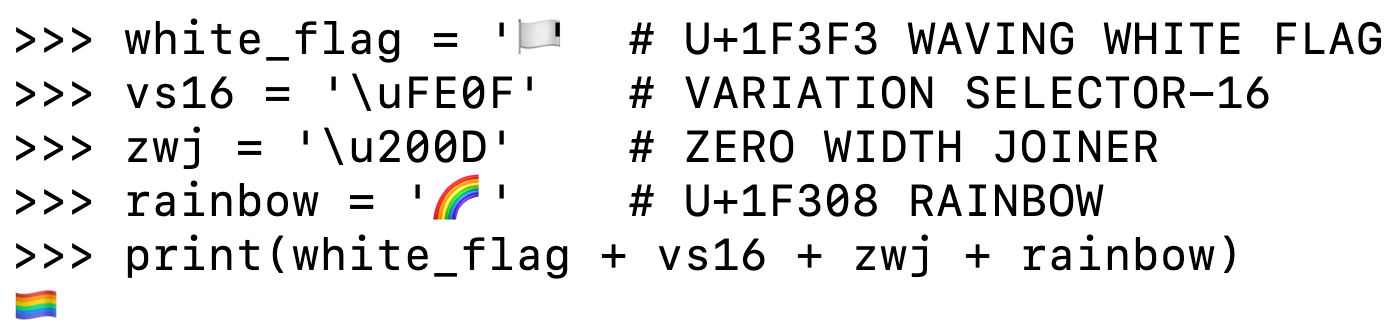 >>> white_flag = '🏳️'  # U+1F3F3 WAVING WHITE FLAG
>>> vs16 = '\uFE0F'   # VARIATION SELECTOR-16
>>> zwj = '\u200D'    # ZERO WIDTH JOINER
>>> rainbow = '🌈'    # U+1F308 RAINBOW
>>> print(white_flag + vs16 + zwj + rainbow)
🏳️‍🌈